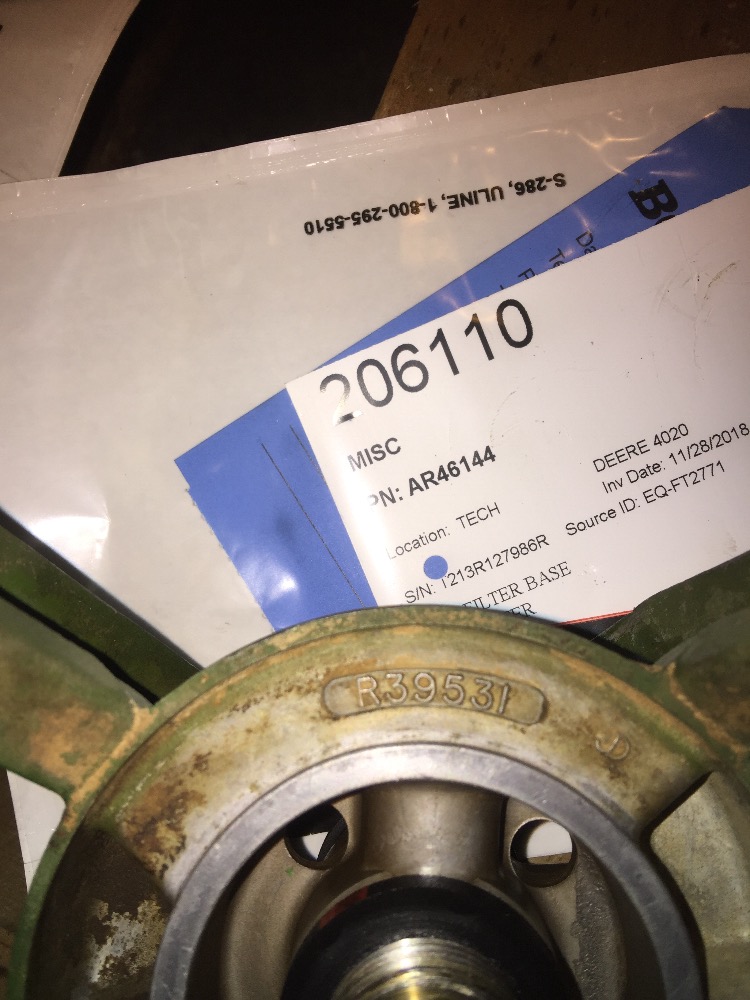 S-286, ULINE, 1-800-295-5510
206110
MISC
PN: AR46144
DEERE 4020
Location: TECH
Inv Date: 11/28/2018
S/N: 1213R127986R
Source ID: EQ-FT2771
FILTER BASE
R39531